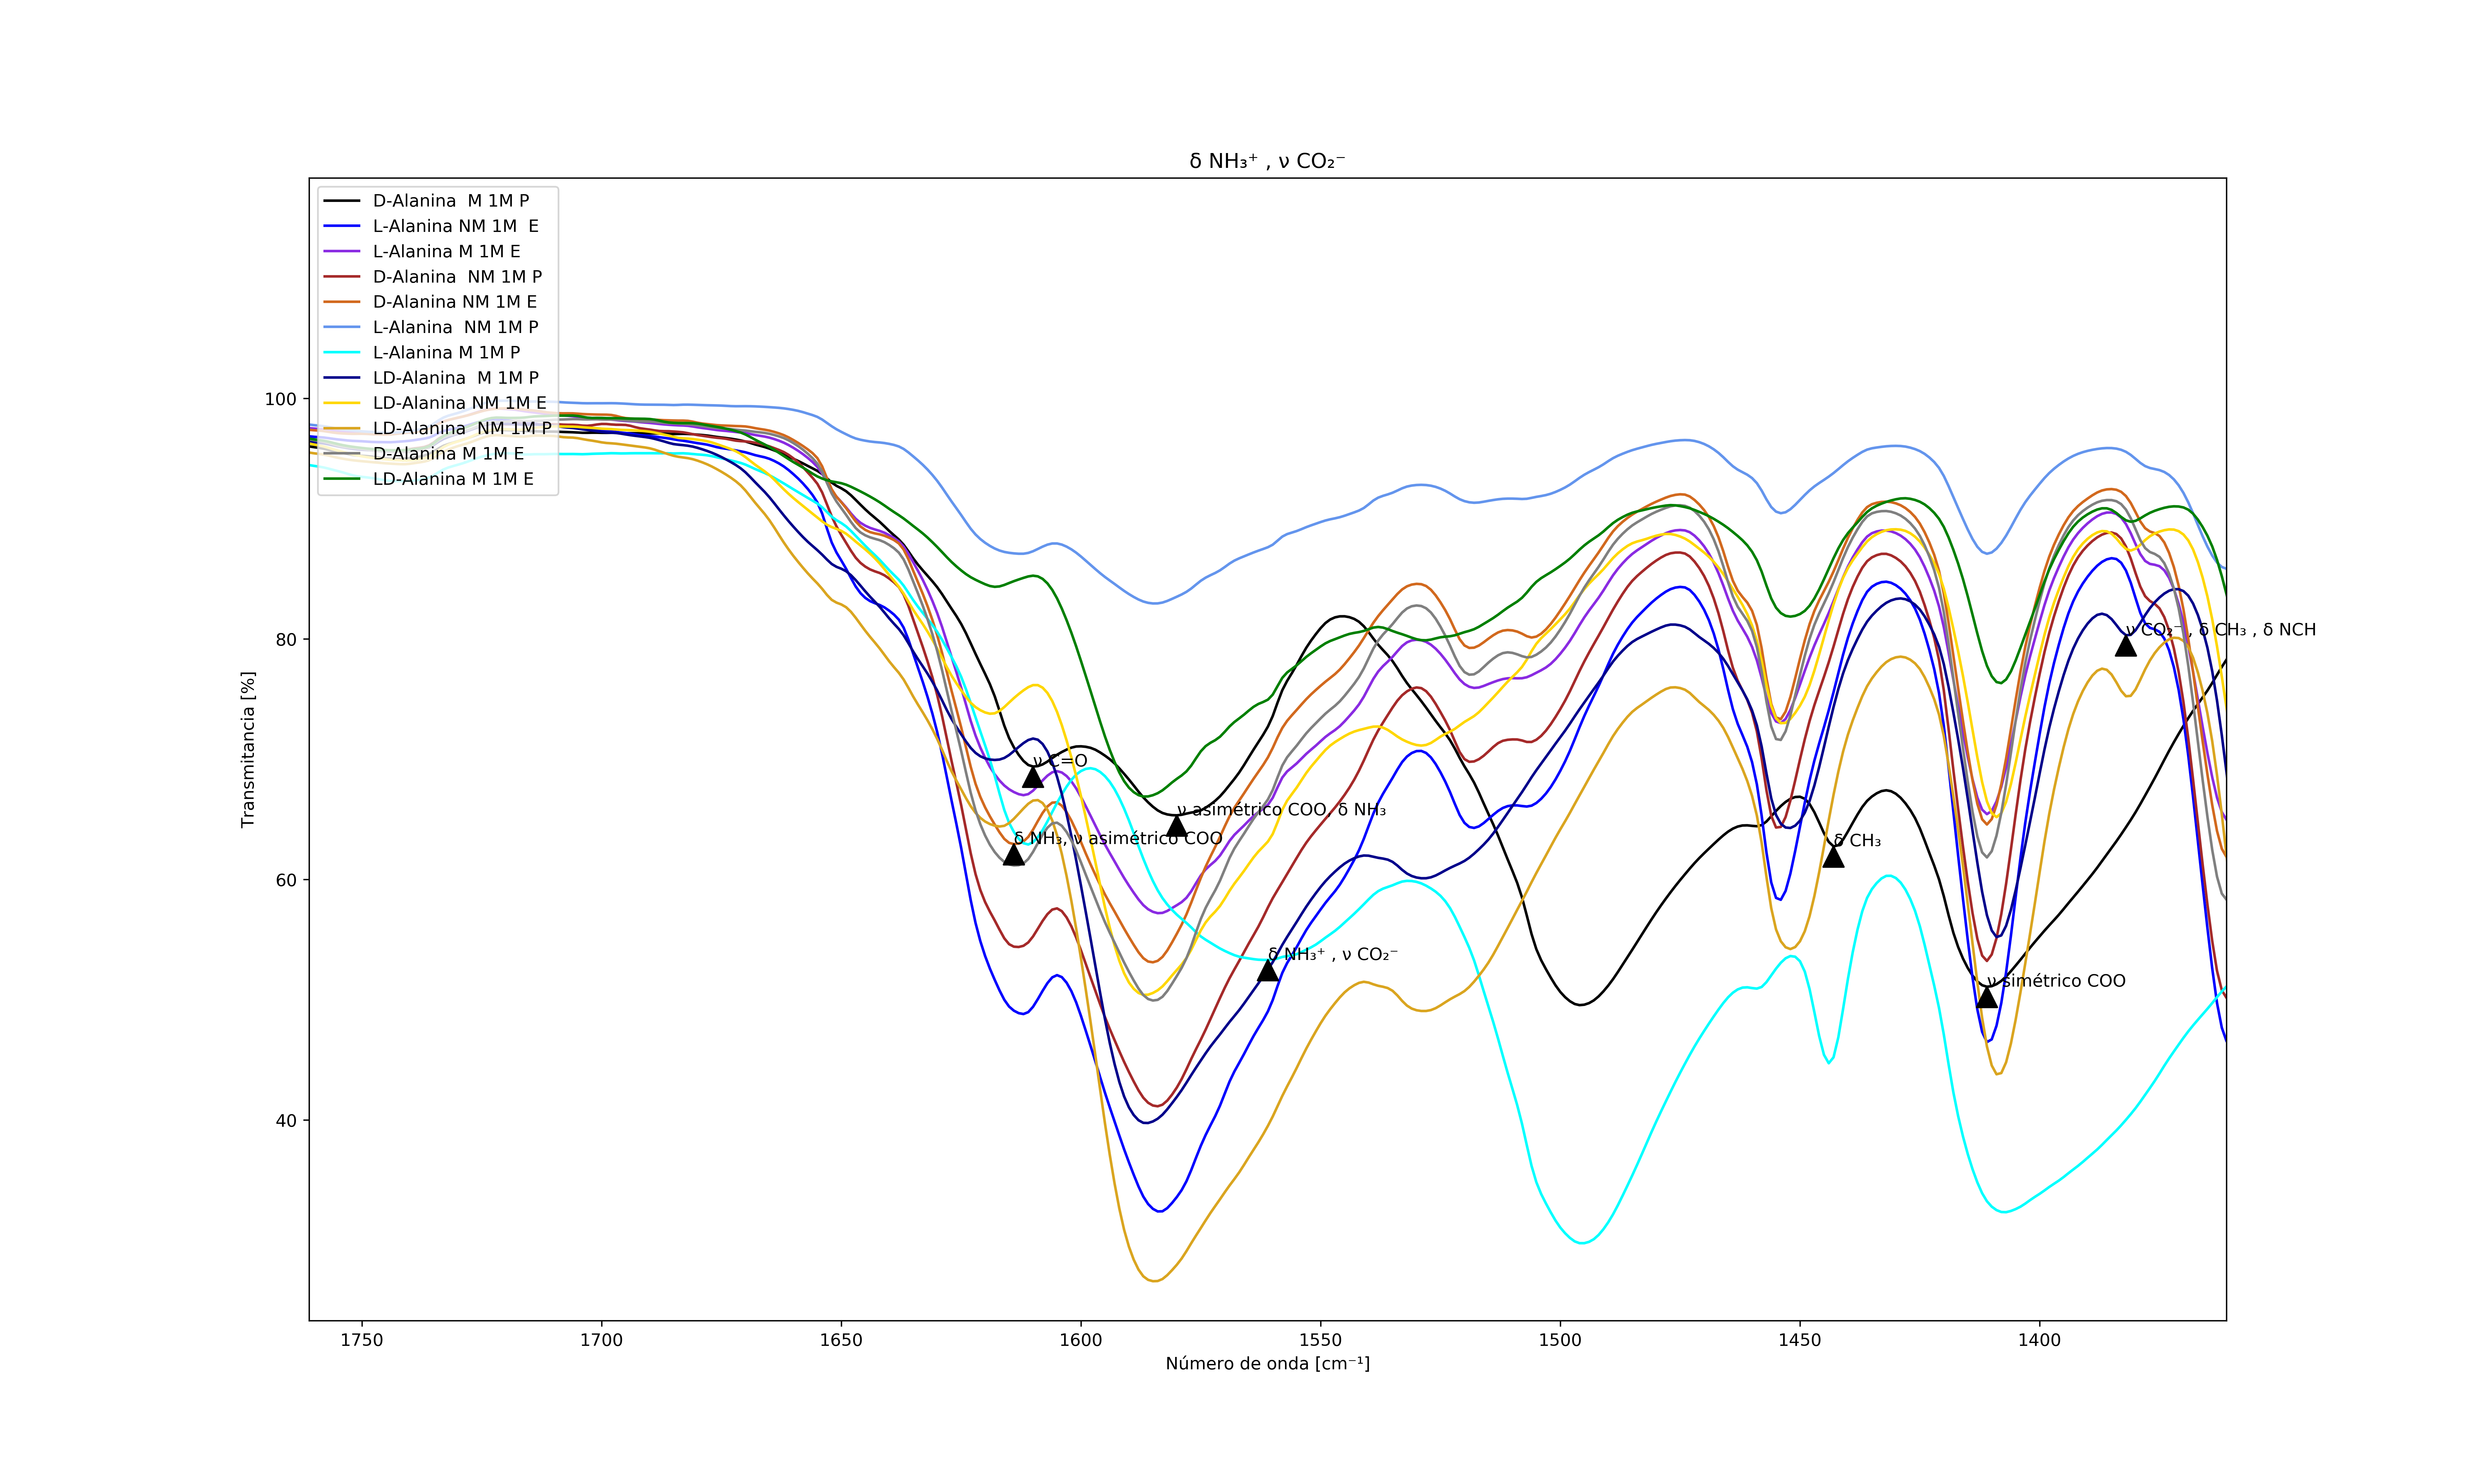 δ NH₃⁺ , ν CO₂⁻
D-Alanina  M 1M P
L-Alanina NM 1M  E
L-Alanina M 1M E
D-Alanina  NM 1M P
D-Alanina NM 1M E
L-Alanina  NM 1M P
L-Alanina M 1M P
LD-Alanina  M 1M P
LD-Alanina NM 1M E
LD-Alanina  NM 1M P
D-Alanina M 1M E
LD-Alanina M 1M E
100
80
60
40
Transmitancia [%]
ν CO₂⁻ , δ CH₃ , δ NCH
ν C=O
ν asimétrico COO, δ NH₃
δ NH₃, ν asimétrico COO
δ CH₃
δ NH₃⁺ , ν CO₂⁻
ν simétrico COO
1750 1700 1650 1600 1550 1500 1450 1400
Número de onda [cm⁻¹]